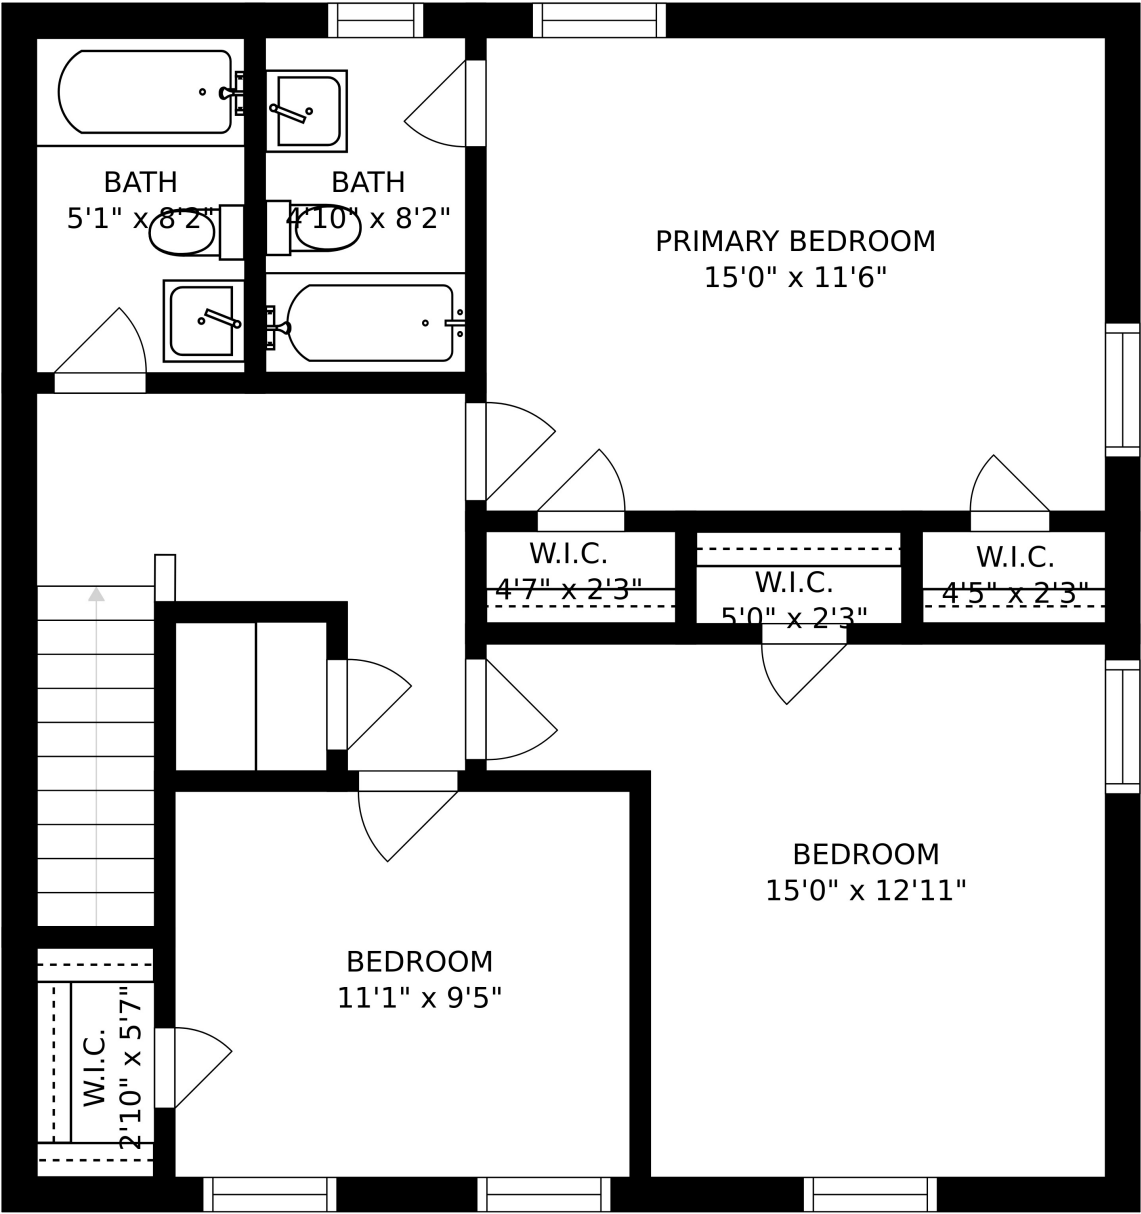 BATH
5'1" x 8'2"
BATH
4'10" x 8'2"
PRIMARY BEDROOM
15'0" x 11'6"
W.I.C.
4'7" x 2'3"
W.I.C.
5'0" x 2'3"
W.I.C.
4'5" x 2'3"
BEDROOM
15'0" x 12'11"
BEDROOM
11'1" x 9'5"
W.I.C.
2'10" x 5'7"